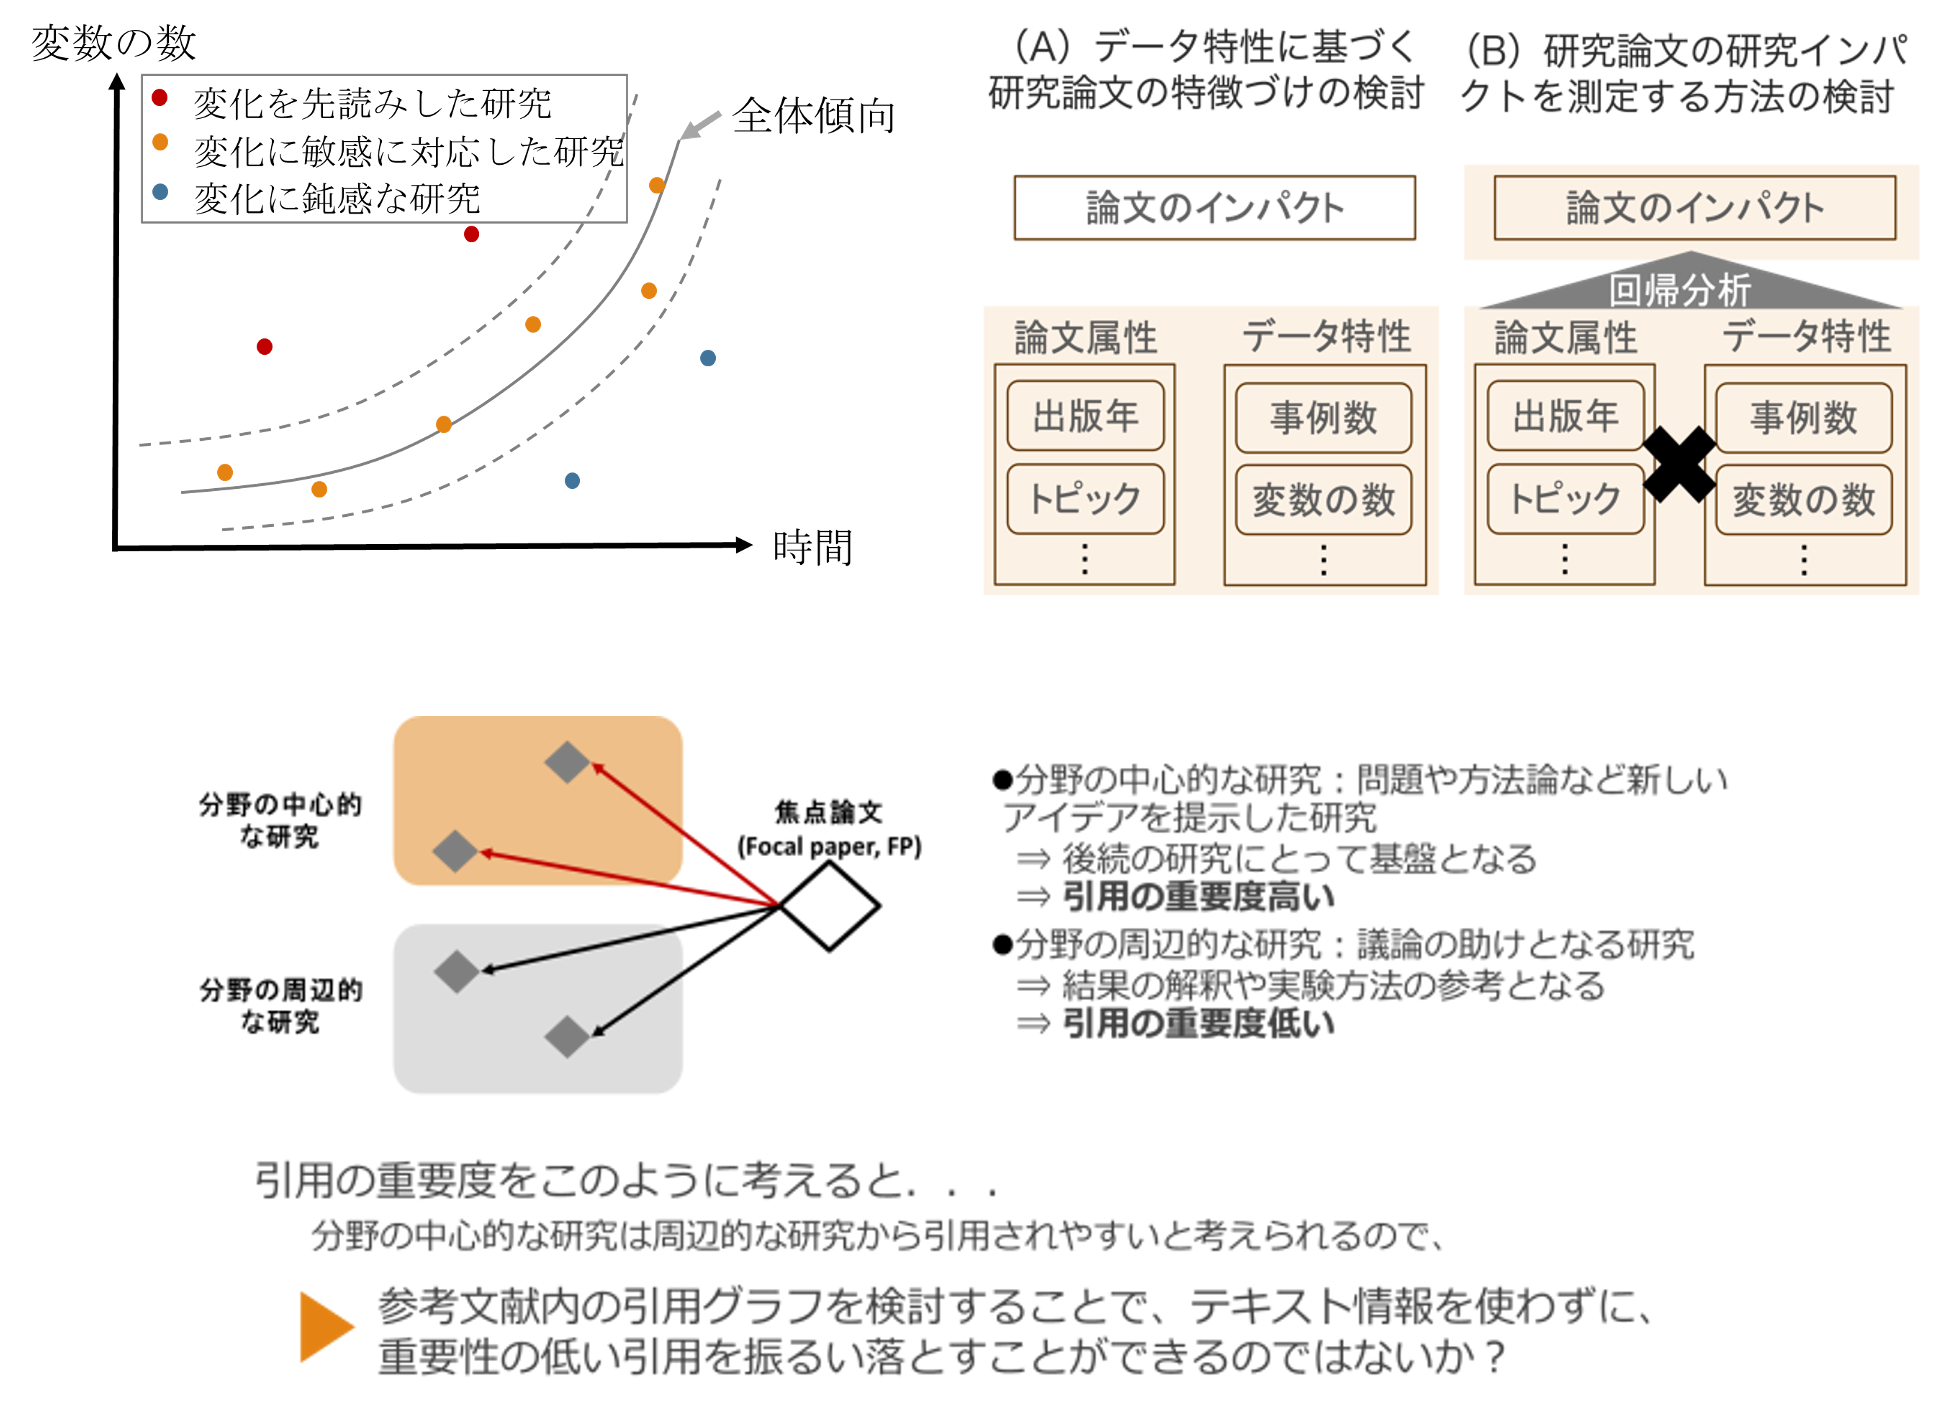 変数の数
変化を先読みした研究
変化に敏感に対応した研究
変化に鈍感な研究
全体傾向
時間
（A）データ特性に基づく
研究論文の特徴づけの検討
論文のインパクト
論文属性
データ特性
出版年
事例数
トピック
変数の数
⋮
⋮
（B）研究論文の研究インパ
クトを測定する方法の検討
論文のインパクト
回帰分析
論文属性
データ特性
出版年
事例数
トピック
変数の数
⋮
⋮
分野の中心的
な研究
焦点論文
(Focal paper, FP)
分野の周辺的
な研究
●分野の中心的な研究：問題や方法論など新しい
アイデアを提示した研究
⇒ 後続の研究にとって基盤となる
⇒ 引用の重要度高い
●分野の周辺的な研究：議論の助けとなる研究
⇒ 結果の解釈や実験方法の参考となる
⇒ 引用の重要度低い
引用の重要度をこのように考えると．．．
分野の中心的な研究は周辺的な研究から引用されやすいと考えられるので、
参考文献内の引用グラフを検討することで、テキスト情報を使わずに、
重要性の低い引用を振るい落とすことができるのではないか？